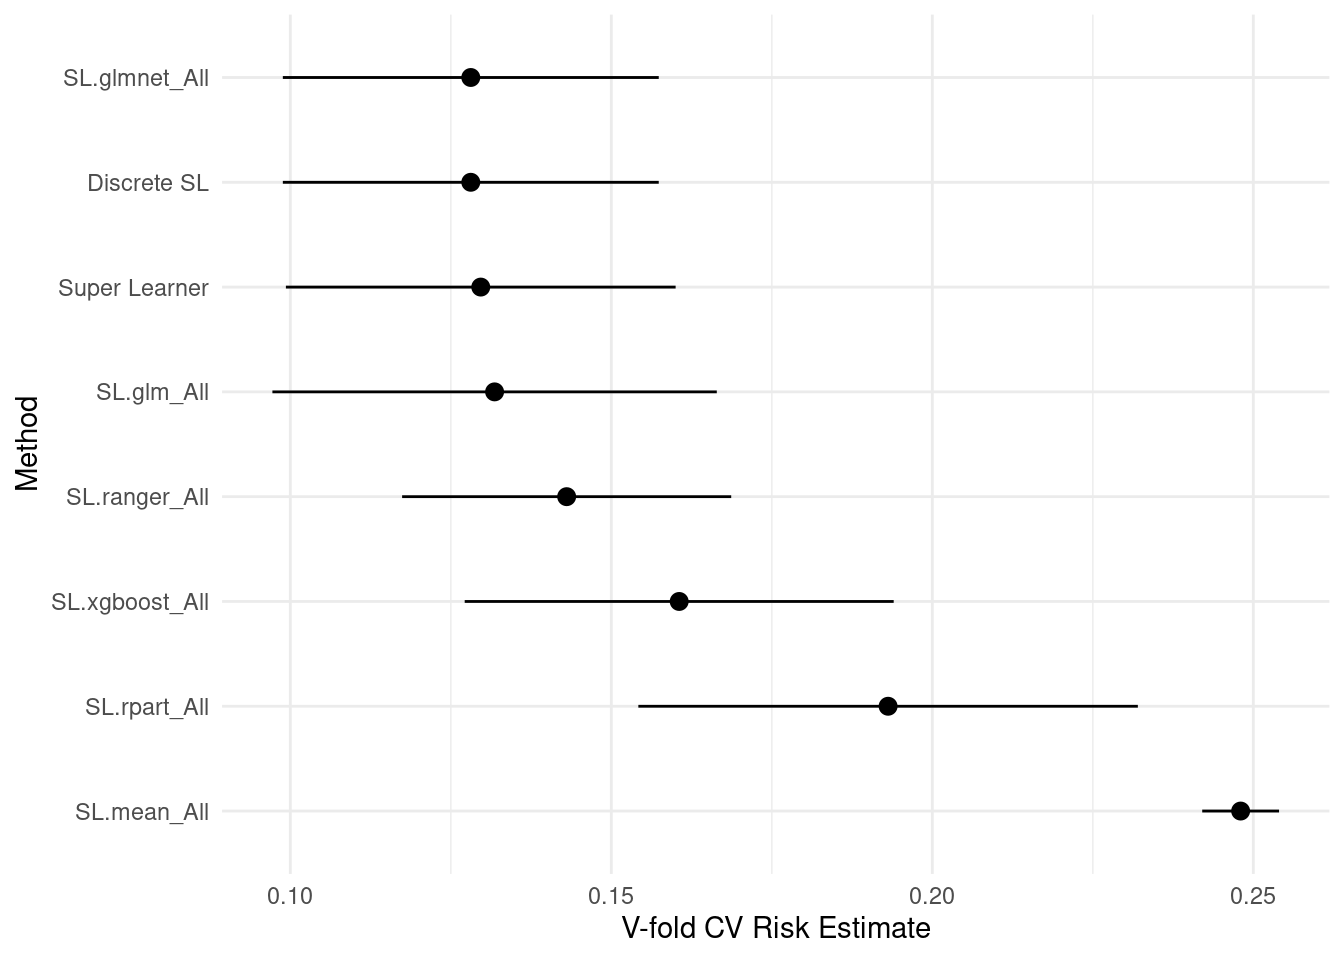 SL.glmnet_All
Discrete SL
Super Learner
SL.glm_All
SL.ranger_All
SL.xgboost_All
SL.rpart_All
SL.mean_All
Method
0.10 0.15 0.20 0.25
V-fold CV Risk Estimate